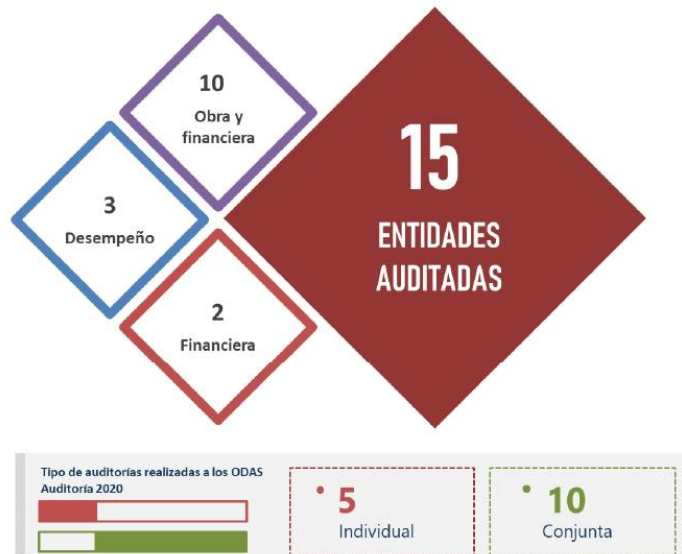 10
Obra y
financiera
15
ENTIDADES
AUDITADAS
3
Desempeño
2
Financiera
Tipo de auditorías realizadas a los ODAS
Auditoría 2020
• 5
Individual
• 10
Conjunta